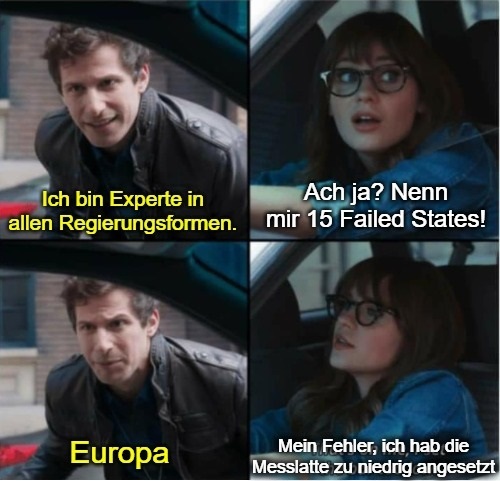 Ich bin Experte in
allen Regierungsformen.
Ach ja? Nenn
mir 15 Failed States!
Europa
Mein Fehler, ich hab die
Messlatte zu niedrig angesetzt